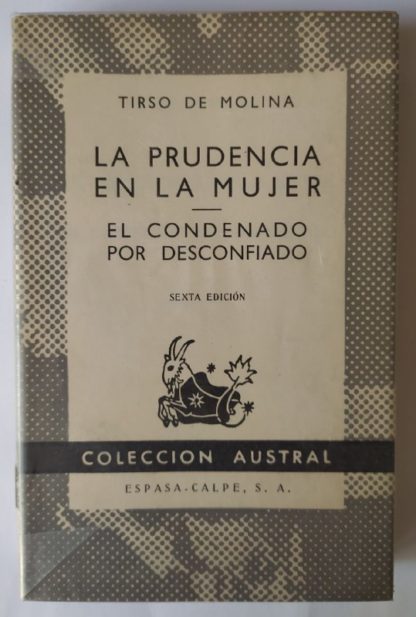 TIRSO DE MOLINA
LA PRUDENCIA
EN LA MUJER
EL CONDENADO
POR DESCONFIADO
SEXTA EDICIÓN
COLECCION AUSTRAL
ESPASA-CALPE, S. A.